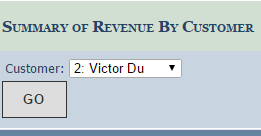 Summary of Revenue By Customer
Customer: 2: Victor Du
GO